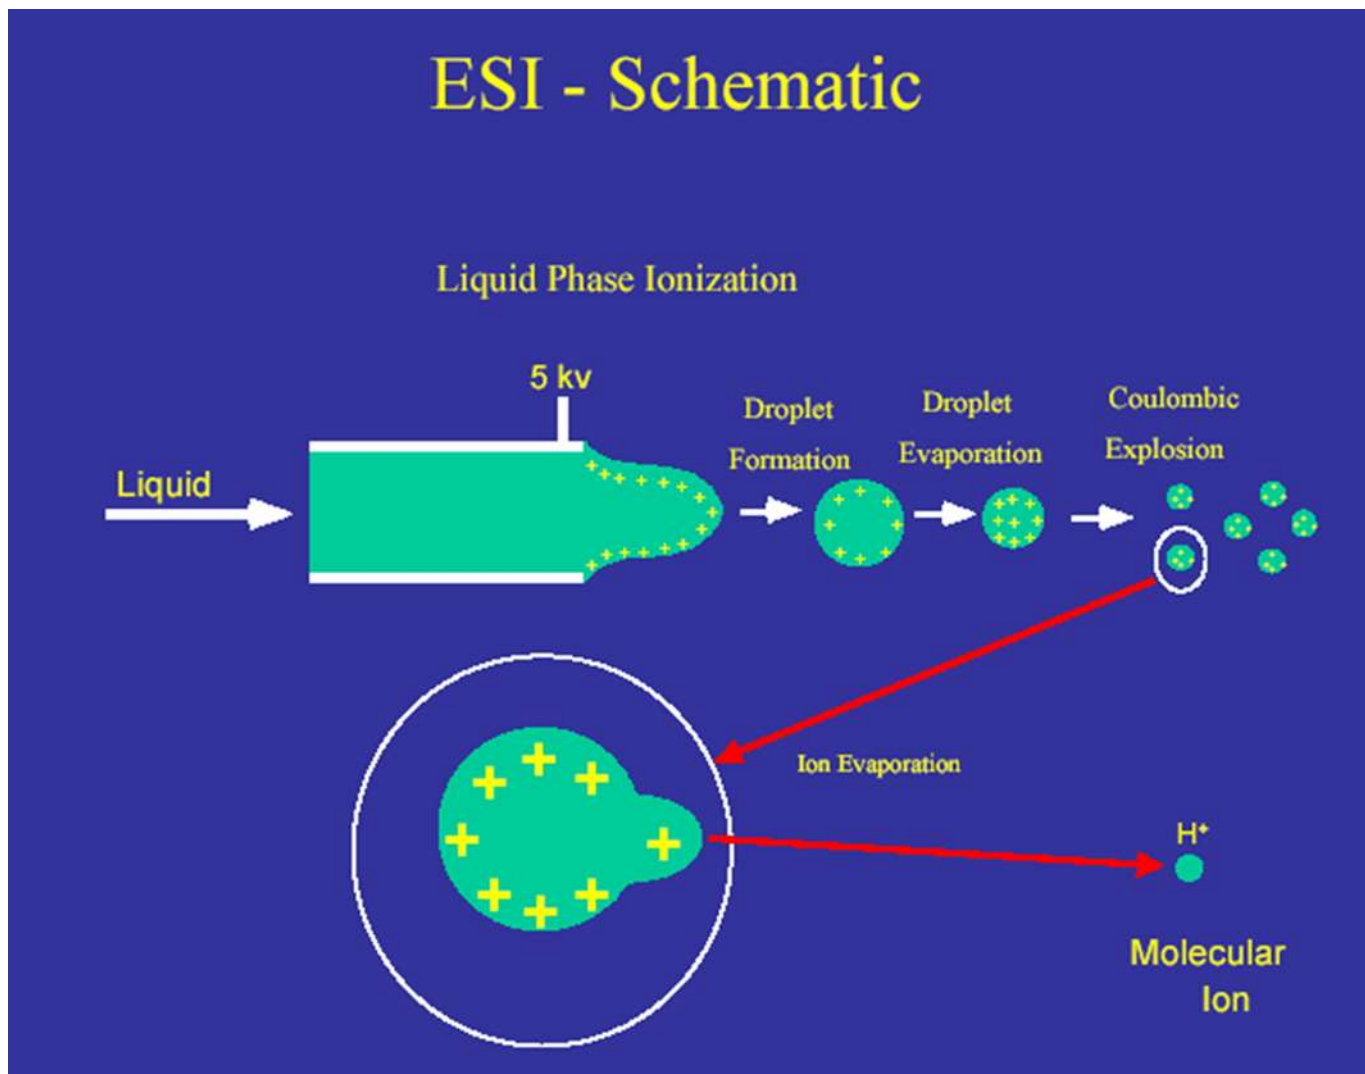 ESI - Schematic
Liquid Phase Ionization
5 kv
Liquid
Droplet
Formation
Droplet
Evaporation
Coulombic
Explosion
Ion Evaporation
H+
Molecular
Ion